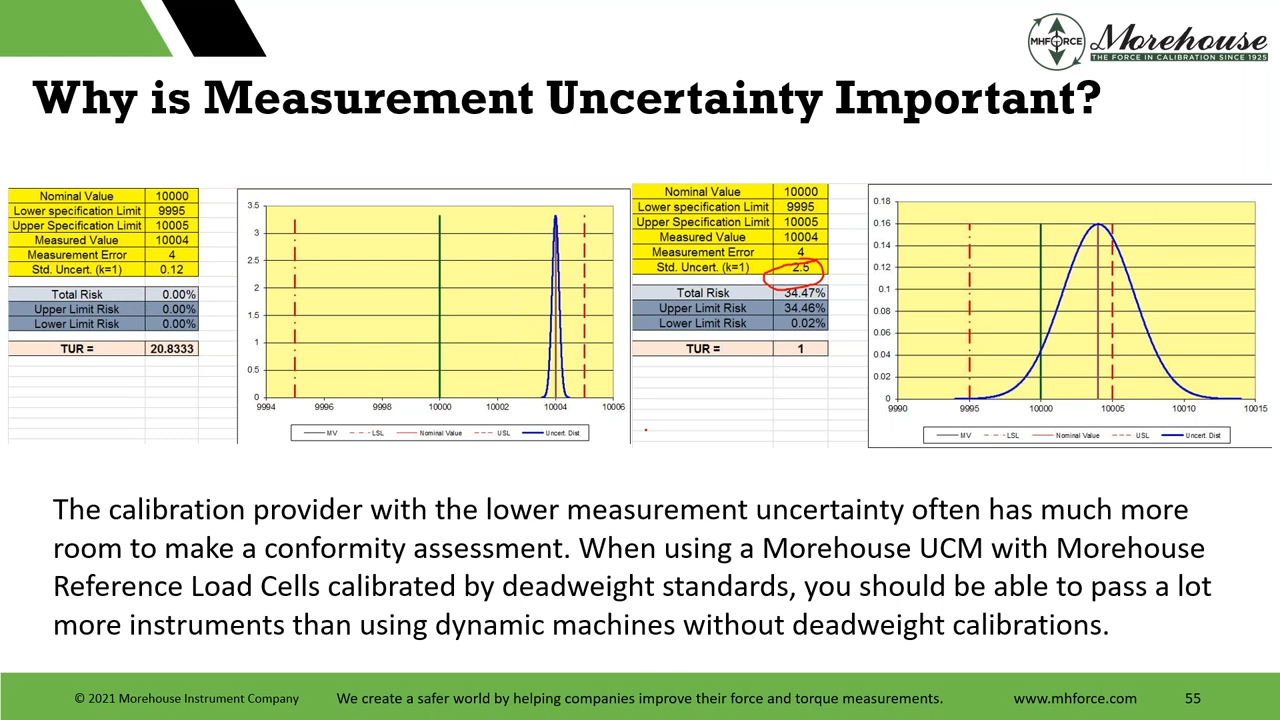 MHFORCE
Morehouse
THE FORCE IN CALIBRATION SINCE 1925
Why is Measurement Uncertainty Important?
Nominal Value 10000
Lower specification Limit 9995
Upper Specification Limit 10005
Measured Value 10004
Measurement Error 4
Std. Uncert. (k=1) 0.12
Total Risk 0.00%
Upper Limit Risk 0.00%
Lower Limit Risk 0.00%
TUR = 20.8333
3.5
3
2.5
2
1.5
1
0.5
0
9994 9996 9998 10000 10002 10004 10006
MV LSL Nominal Value USL Uncert. Dist
Nominal Value 10000
Lower specification Limit 9995
Upper Specification Limit 10005
Measured Value 10004
Measurement Error 4
Std. Uncert. (k=1) 2.5
Total Risk 34.47%
Upper Limit Risk 34.46%
Lower Limit Risk 0.02%
TUR = 1
0.18
0.16
0.14
0.12
0.1
0.08
0.06
0.04
0.02
0
9990 9995 10000 10005 10010 10015
MV LSL Nominal Value USL Uncert. Dist
The calibration provider with the lower measurement uncertainty often has much more
room to make a conformity assessment. When using a Morehouse UCM with Morehouse
Reference Load Cells calibrated by deadweight standards, you should be able to pass a lot
more instruments than using dynamic machines without deadweight calibrations.
© 2021 Morehouse Instrument Company We create a safer world by helping companies improve their force and torque measurements. www.mhforce.com 55